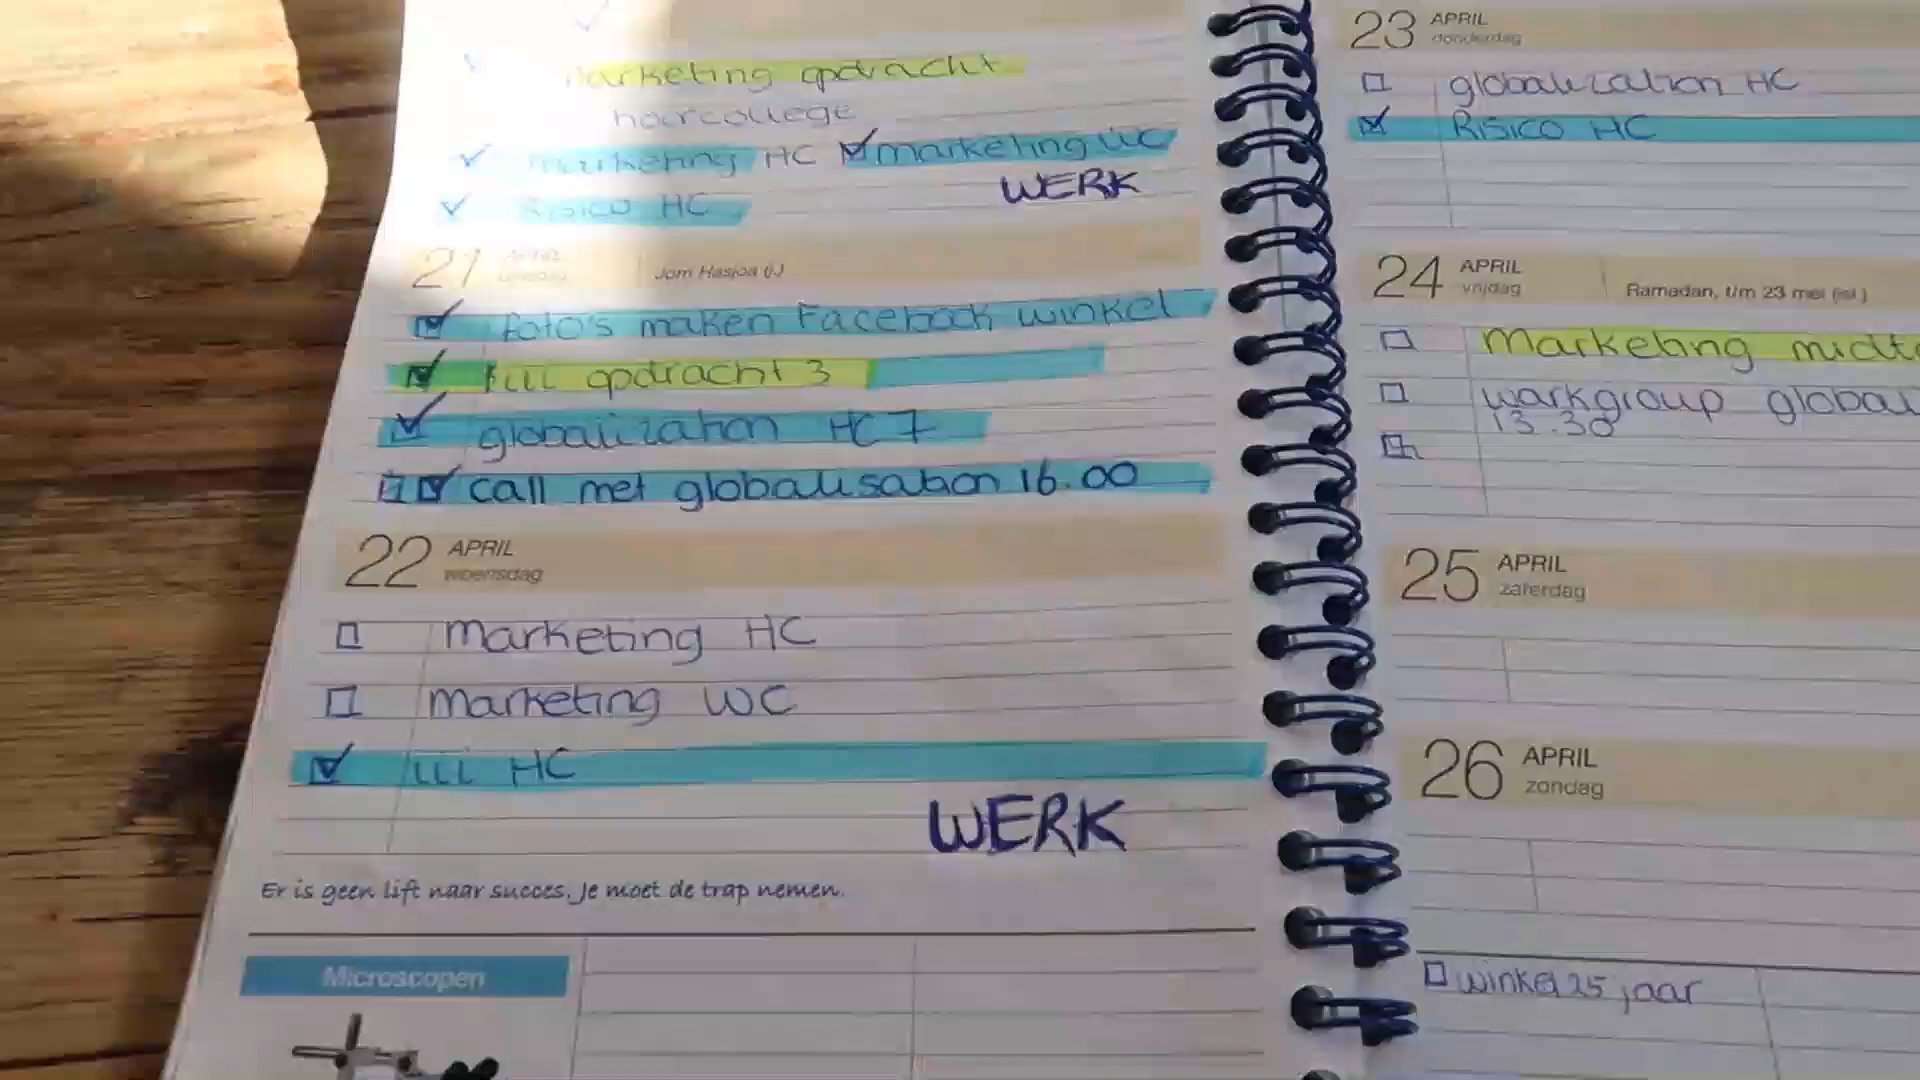 marketing opdracht
hoorcollege
marketing HC marketing WC
WERK
Risico HC
21 APRIL
dinsdag
Jom Hasjoa (i.)
foto's maken Facebook winkel
opdracht 3
globalization HC 7
call met globalisation 16.00
22 APRIL
woensdag
marketing HC
marketing WC
HC
WERK
Er is geen lift naar succes. Je moet de trap nemen.
Microscopen
23 APRIL
donderdag
globalization HC
Risico HC
24 APRIL
vrijdag
Ramadan, t/m 23 mei (isl.)
Marketing midt
workgroup global
13.30
25 APRIL
zaterdag
26 APRIL
zondag
winkel 25 jaar